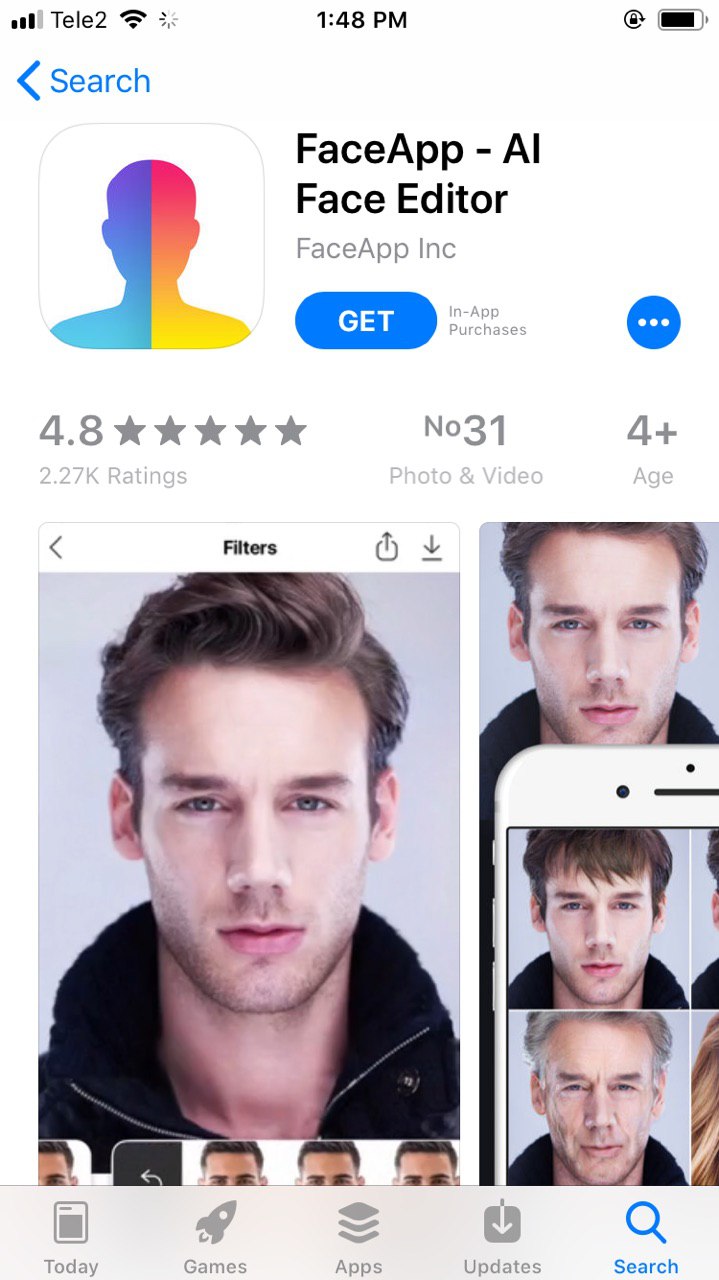 Tele2
1:48 PM
Search
FaceApp - AI
Face Editor
FaceApp Inc
GET
In-App
Purchases
4.8
No31
4+
2.27K Ratings
Photo & Video
Age
Filters
Today
Games
Apps
Updates
Search